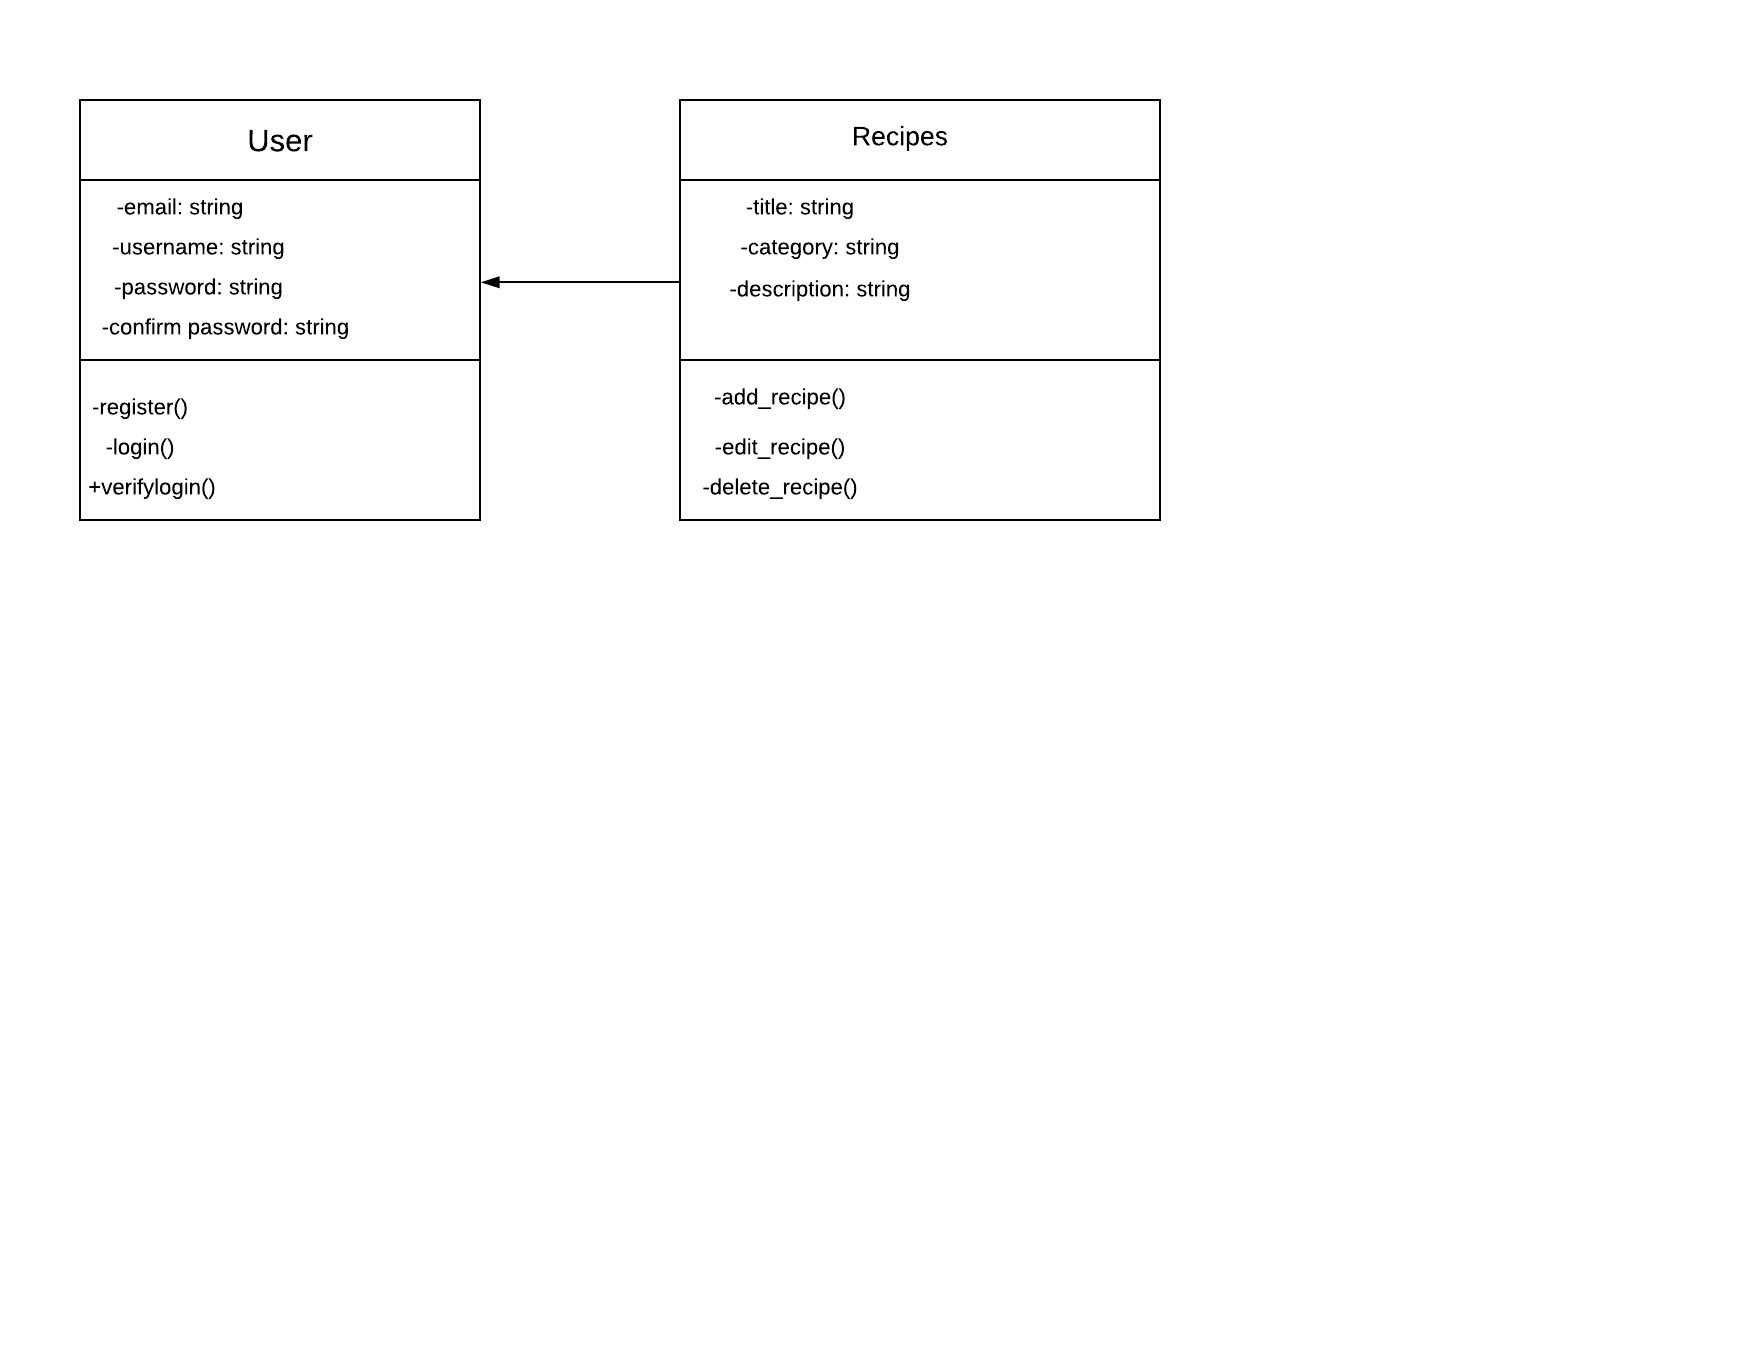 User
-email: string
-username: string
-password: string
-confirm password: string
-register()
-login()
+verifylogin()
Recipes
-title: string
-category: string
-description: string
-add_recipe()
-edit_recipe()
-delete_recipe()